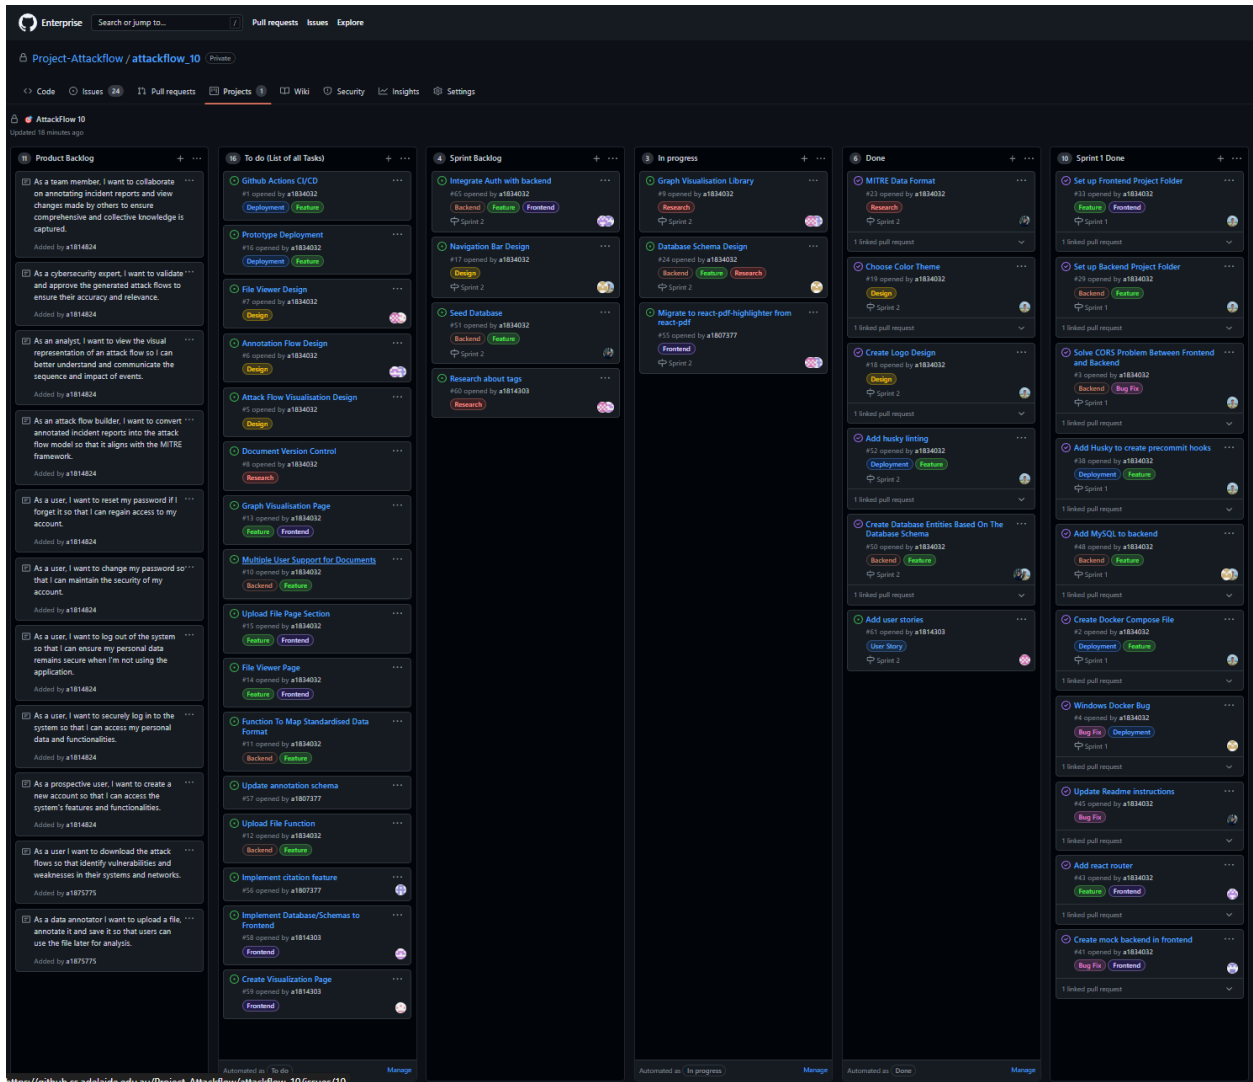 Enterprise
Search or jump to...
/
Pull requests
Issues
Explore
Project-Attackflow / attackflow_10
Private
Code
Issues 24
Pull requests
Projects 1
Wiki
Security
Insights
Settings
AttackFlow 10
Updated 18 minutes ago
11 Product Backlog
As a team member, I want to collaborate
on annotating incident reports and view
changes made by others to ensure
comprehensive and collective knowledge is
captured.
Added by a1814824
As a cybersecurity expert, I want to validate
and approve the generated attack flows to
ensure their accuracy and relevance.
Added by a1814824
As an analyst, I want to view the visual
representation of an attack flow so I can
better understand and communicate the
sequence and impact of events.
Added by a1814824
As an attack flow builder, I want to convert
annotated incident reports into the attack
flow model so that it aligns with the MITRE
framework.
Added by a1814824
As a user, I want to reset my password if I
forget it so that I can regain access to my
account.
Added by a1814824
As a user, I want to change my password so
that I can maintain the security of my
account.
Added by a1814824
As a user, I want to log out of the system
so that I can ensure my personal data
remains secure when I'm not using the
application.
Added by a1814824
As a user, I want to securely log in to the
system so that I can access my personal
data and functionalities.
Added by a1814824
As a prospective user, I want to create a
new account so that I can access the
system's features and functionalities.
Added by a1814824
As a user I want to download the attack
flows so that identify vulnerabilities and
weaknesses in their systems and networks.
Added by a1875775
As a data annotator I want to upload a file,
annotate it and save it so that users can
use the file later for analysis.
Added by a1875775
16 To do (List of all Tasks)
Github Actions CI/CD
#1 opened by a1834032
Deployment Feature
Prototype Deployment
#16 opened by a1834032
Deployment Feature
File Viewer Design
#7 opened by a1834032
Design
Annotation Flow Design
#6 opened by a1834032
Design
Attack Flow Visualisation Design
#5 opened by a1834032
Design
Document Version Control
#8 opened by a1834032
Research
Graph Visualisation Page
#13 opened by a1834032
Feature Frontend
Multiple User Support for Documents
#10 opened by a1834032
Backend Feature
Upload File Page Section
#15 opened by a1834032
Feature Frontend
File Viewer Page
#14 opened by a1834032
Feature Frontend
Function To Map Standardised Data
Format
#11 opened by a1834032
Backend Feature
Update annotation schema
#57 opened by a1807377
Upload File Function
#12 opened by a1834032
Backend Feature
Implement citation feature
#56 opened by a1807377
Implement Database/Schemas to
Frontend
#58 opened by a1814303
Frontend
Create Visualization Page
#59 opened by a1814303
Frontend
Automated as To do
Manage
4 Sprint Backlog
Integrate Auth with backend
#65 opened by a1834032
Backend Feature Frontend
Sprint 2
Navigation Bar Design
#17 opened by a1834032
Design
Sprint 2
Seed Database
#51 opened by a1834032
Backend Feature
Sprint 2
Research about tags
#60 opened by a1814303
Research
3 In progress
Graph Visualisation Library
#9 opened by a1834032
Research
Sprint 2
Database Schema Design
#24 opened by a1834032
Backend Feature Research
Sprint 2
Migrate to react-pdf-highlighter from
react-pdf
#55 opened by a1807377
Frontend
Sprint 2
Automated as In progress
Manage
6 Done
MITRE Data Format
#23 opened by a1834032
Research
Sprint 2
1 linked pull request
Choose Color Theme
#19 opened by a1834032
Design
Sprint 2
1 linked pull request
Create Logo Design
#18 opened by a1834032
Design
Sprint 2
1 linked pull request
Add husky linting
#52 opened by a1834032
Deployment Feature
Sprint 2
1 linked pull request
Create Database Entities Based On The
Database Schema
#50 opened by a1834032
Backend Feature
Sprint 2
1 linked pull request
Add user stories
#61 opened by a1814303
User Story
Sprint 2
Automated as Done
Manage
10 Sprint 1 Done
Set up Frontend Project Folder
#33 opened by a1834032
Feature Frontend
Sprint 1
1 linked pull request
Set up Backend Project Folder
#29 opened by a1834032
Backend Feature
Sprint 1
1 linked pull request
Solve CORS Problem Between Frontend
and Backend
#3 opened by a1834032
Backend Bug Fix
Sprint 1
1 linked pull request
Add Husky to create precommit hooks
#38 opened by a1834032
Deployment Feature
Sprint 1
1 linked pull request
Add MySQL to backend
#48 opened by a1834032
Backend Feature
Sprint 1
1 linked pull request
Create Docker Compose File
#2 opened by a1834032
Deployment Feature
Sprint 1
1 linked pull request
Windows Docker Bug
#4 opened by a1834032
Bug Fix Deployment
Sprint 1
1 linked pull request
Update Readme instructions
#45 opened by a1834032
Bug Fix
1 linked pull request
Add react router
#43 opened by a1834032
Feature Frontend
1 linked pull request
Create mock backend in frontend
#41 opened by a1834032
Bug Fix Frontend
1 linked pull request
https://github.cs.adelaide.edu.au/Project-Attackflow/attackflow_10/issues/10